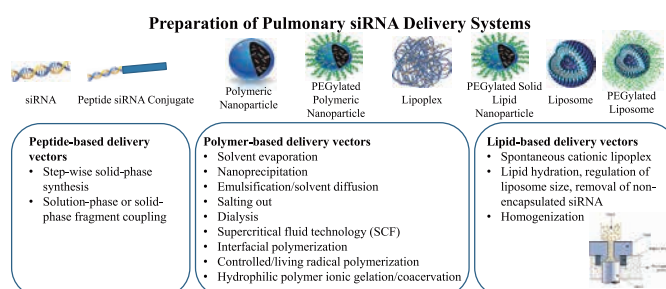 Preparation of Pulmonary siRNA Delivery Systems
siRNA
Peptide siRNA Conjugate
Polymeric
Nanoparticle
PEGylated
Polymeric
Nanoparticle
Lipoplex
PEGylated Solid
Lipid
Nanoparticle
Liposome
PEGylated
Liposome
Peptide-based delivery
vectors
• Step-wise solid-phase
synthesis
• Solution-phase or solid-
phase fragment coupling
Polymer-based delivery vectors
• Solvent evaporation
• Nanoprecipitation
• Emulsification/solvent diffusion
• Salting out
• Dialysis
• Supercritical fluid technology (SCF)
• Interfacial polymerization
• Controlled/living radical polymerization
• Hydrophilic polymer ionic gelation/coacervation
Lipid-based delivery vectors
• Spontaneous cationic lipoplex
• Lipid hydration, regulation of
liposome size, removal of non-
encapsulated siRNA
• Homogenization